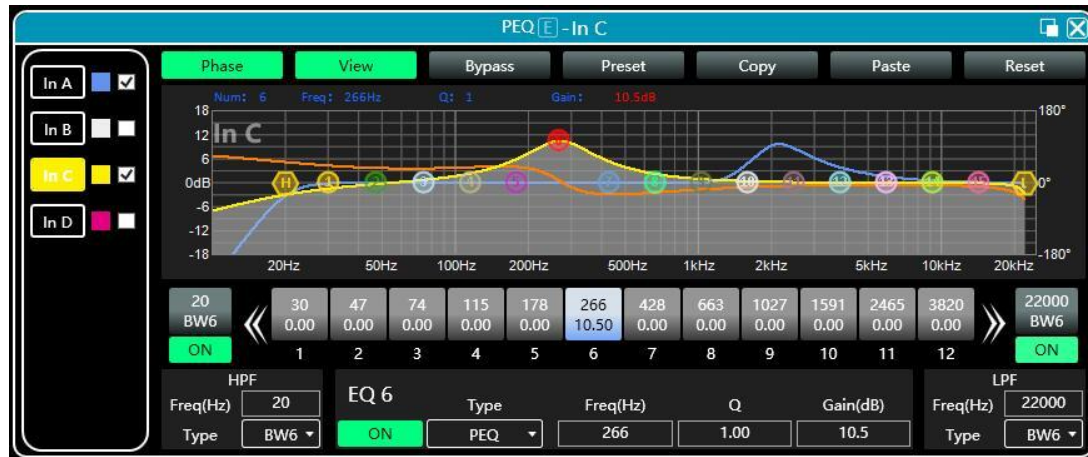 PEQ E -In C
In A
In B
In C
In D
Phase View Bypass Preset Copy Paste Reset
Num: 6 Freq: 266Hz Q: 1 Gain: 10.5dB
18 180°
In C
12
6
0dB 0°
-6
-12
-18 -180°
20Hz 50Hz 100Hz 200Hz 500Hz 1kHz 2kHz 5kHz 10kHz 20kHz
20 30 47 74 115 178 266 428 663 1027 1591 2465 3820 22000
BW6 0.00 0.00 0.00 0.00 0.00 10.50 0.00 0.00 0.00 0.00 0.00 0.00 BW6
ON 1 2 3 4 5 6 7 8 9 10 11 12 ON
HPF
Freq(Hz) 20
Type BW6
EQ 6 Type Freq(Hz) Q Gain(dB)
ON PEQ 266 1.00 10.5
LPF
Freq(Hz) 22000
Type BW6